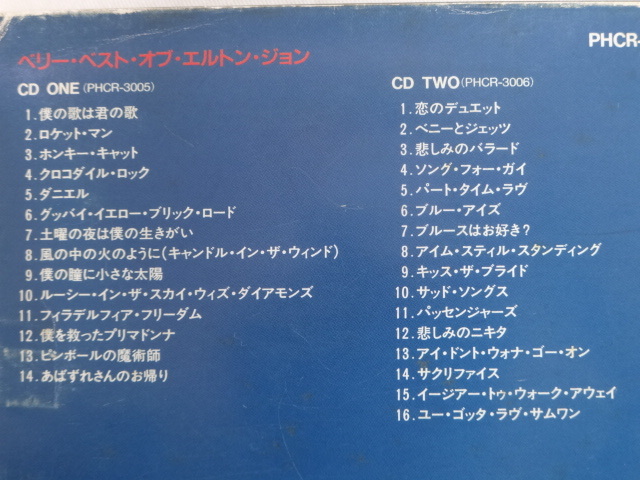 PHCR-
ベリー・ベスト・オブ・エルトン・ジョン
CD ONE(PHCR-3005)
1.僕の歌は君の歌
2.ロケット・マン
3.ホンキー・キャット
4.クロコダイル・ロック
5.ダニエル
6.グッバイ・イエロー・ブリック・ロード
7.土曜の夜は僕の生きがい
8.風の中の火のように(キャンドル・イン・ザ・ウィンド)
9.僕の瞳に小さな太陽
10.ルーシー・イン・ザ・スカイ・ウィズ・ダイアモンズ
11.フィラデルフィア・フリーダム
12.僕を救ったプリマドンナ
13.ピンボールの魔術師
14.あばずれさんのお帰り
CD TWO(PHCR-3006)
1.恋のデュエット
2.ベニーとジェッツ
3.悲しみのバラード
4.ソング・フォー・ガイ
5.パート・タイム・ラヴ
6.ブルー・アイズ
7.ブルースはお好き?
8.アイム・スティル・スタンディング
9.キッス・ザ・ブライド
10.サッド・ソングス
11.パッセンジャーズ
12.悲しみのニキタ
13.アイ・ドント・ウォナ・ゴー・オン
14.サクリファイス
15.イージアー・トゥ・ウォーク・アウェイ
16.ユー・ゴッタ・ラヴ・サムワン